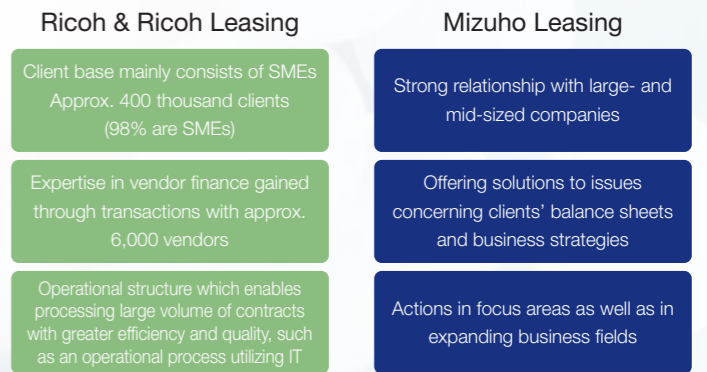 Ricoh & Ricoh Leasing
Client base mainly consists of SMEs
Approx. 400 thousand clients
(98% are SMEs)
Expertise in vendor finance gained
through transactions with approx.
6,000 vendors
Operational structure which enables
processing large volume of contracts
with greater efficiency and quality, such
as an operational process utilizing IT
Mizuho Leasing
Strong relationship with large- and
mid-sized companies
Offering solutions to issues
concerning clients’ balance sheets
and business strategies
Actions in focus areas as well as in
expanding business fields